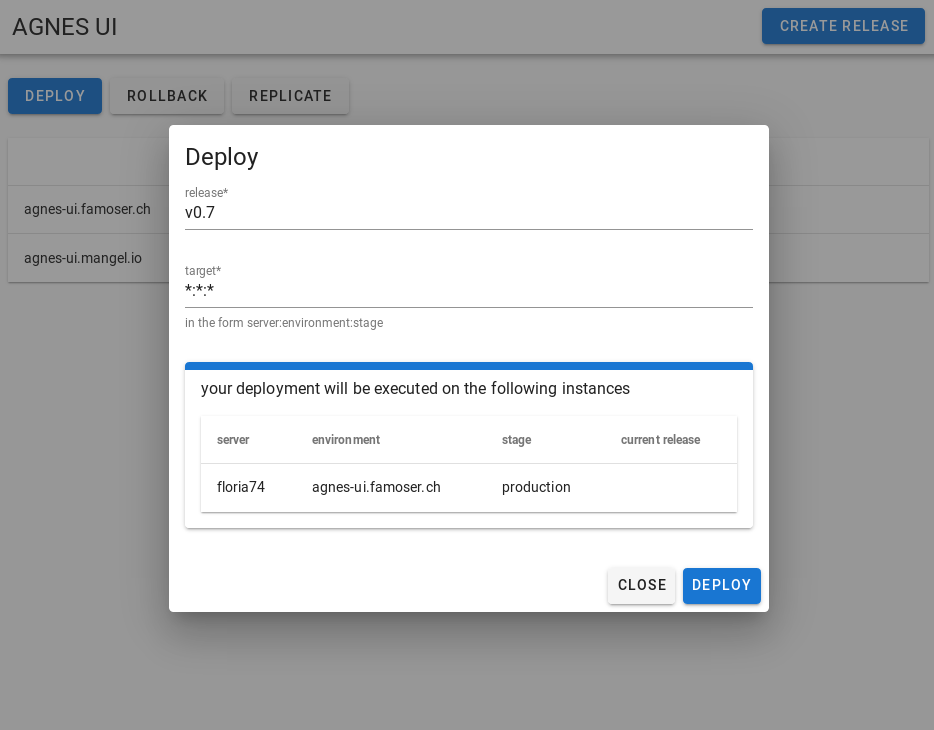 AGNES UI
CREATE RELEASE
DEPLOY ROLLBACK REPLICATE
agnes-ui.famoser.ch
agnes-ui.mangel.io
Deploy
release*
v0.7
target*
*:*:*
in the form server:environment:stage
your deployment will be executed on the following instances
server environment stage current release
floria74 agnes-ui.famoser.ch production
CLOSE DEPLOY